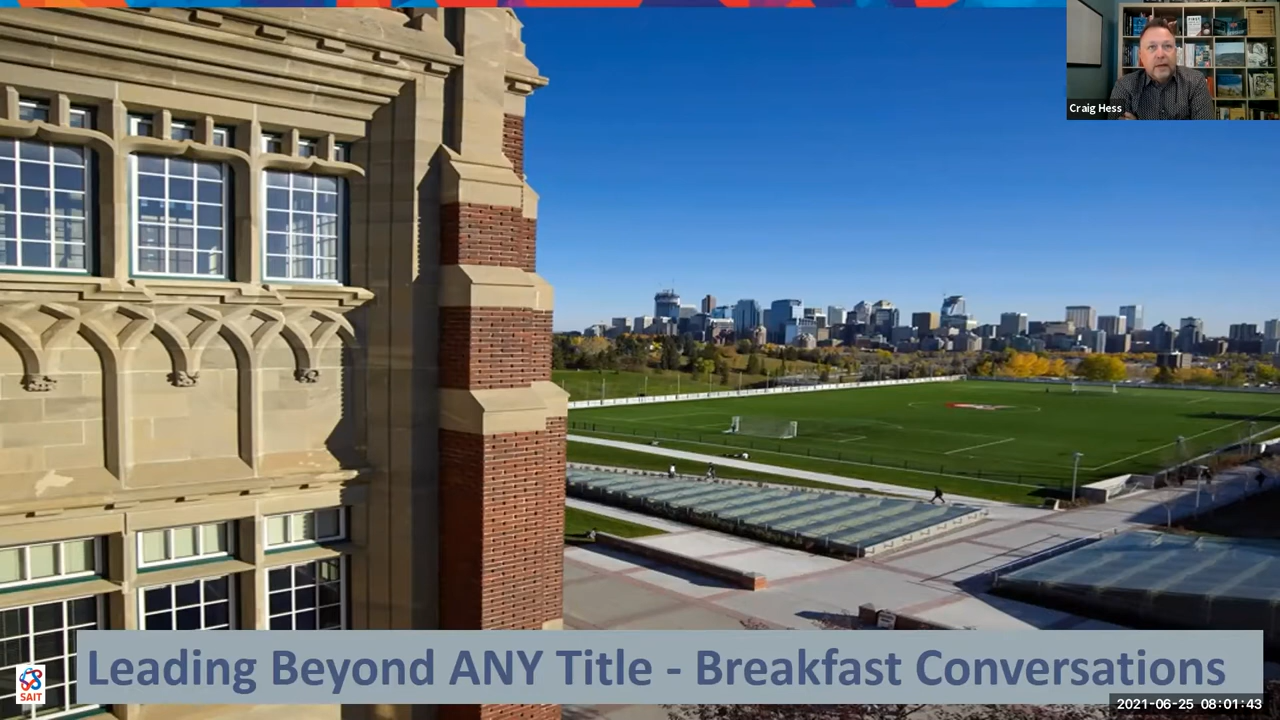 Craig Hess
Leading Beyond ANY Title - Breakfast Conversations
SAIT
2021-06-25 08:01:43